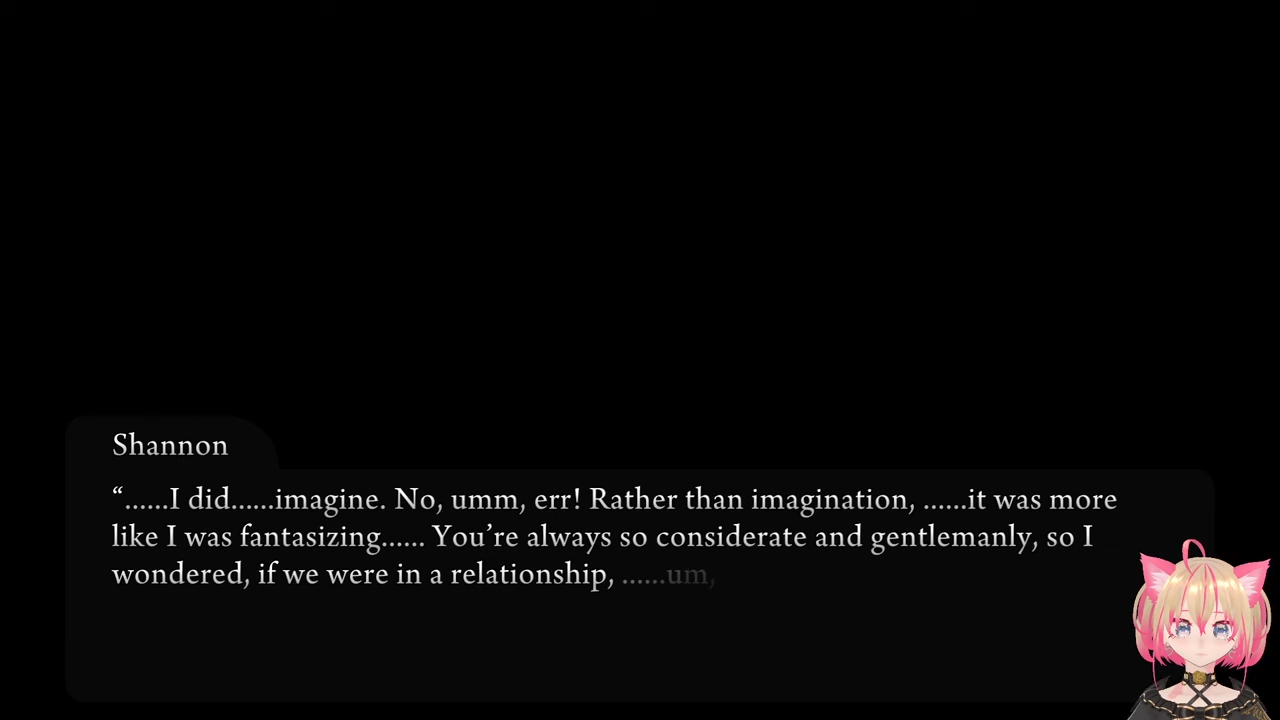 Shannon
“......I did......imagine. No, umm, err! Rather than imagination, ......it was more
like I was fantasizing...... You’re always so considerate and gentlemanly, so I
wondered, if we were in a relationship, ......um,